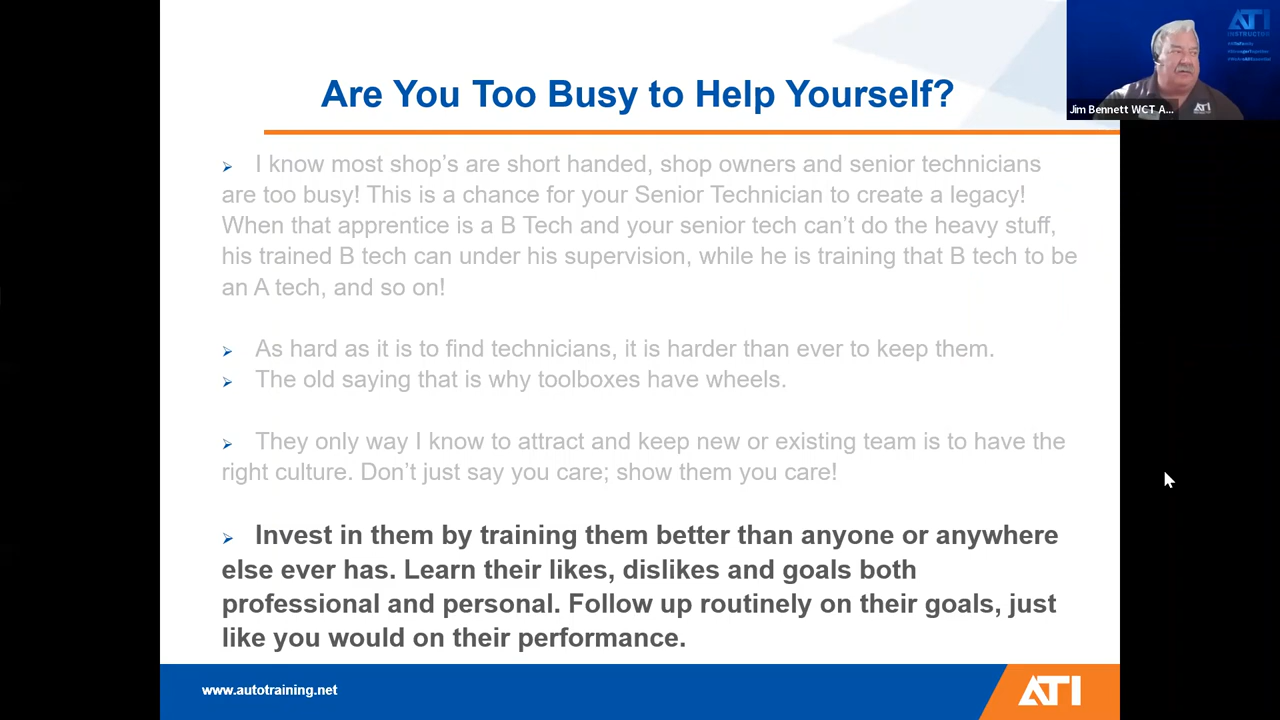 Are You Too Busy to Help Yourself?
ATI
INSTRUCTOR
Jim Bennett WCT A...
ATI
➢ I know most shop's are short handed, shop owners and senior technicians
are too busy! This is a chance for your Senior Technician to create a legacy!
When that apprentice is a B Tech and your senior tech can't do the heavy stuff,
his trained B tech can under his supervision, while he is training that B tech to be
an A tech, and so on!
➢ As hard as it is to find technicians, it is harder than ever to keep them.
➢ The old saying that is why toolboxes have wheels.
➢ They only way I know to attract and keep new or existing team is to have the
right culture. Don't just say you care; show them you care!
➢ Invest in them by training them better than anyone or anywhere
else ever has. Learn their likes, dislikes and goals both
professional and personal. Follow up routinely on their goals, just
like you would on their performance.
www.autotraining.net
ATI